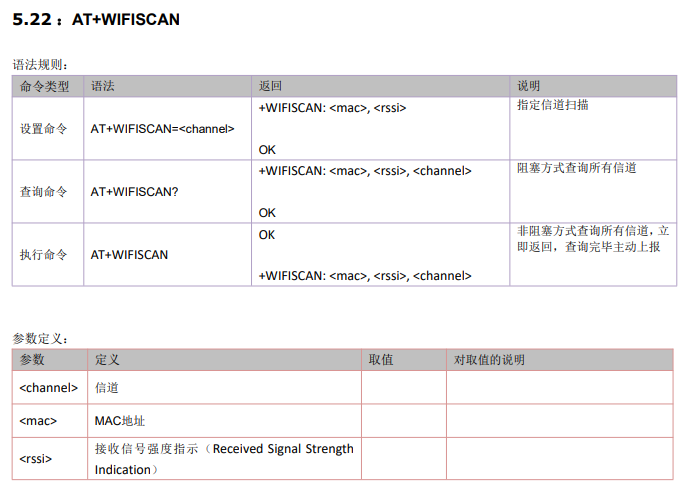 5.22 : AT+WIFISCAN
语法规则:
命令类型 语法 返回 说明
设置命令 AT+WIFISCAN=<channel> +WIFISCAN: <mac>, <rssi> 指定信道扫描
OK
查询命令 AT+WIFISCAN? +WIFISCAN: <mac>, <rssi>, <channel> 阻塞方式查询所有信道
OK
执行命令 AT+WIFISCAN OK 非阻塞方式查询所有信道,立
即返回,查询完毕主动上报
+WIFISCAN: <mac>, <rssi>, <channel>
参数定义:
参数 定义 取值 对取值的说明
<channel> 信道
<mac> MAC地址
<rssi> 接收信号强度指示(Received Signal Strength
Indication)